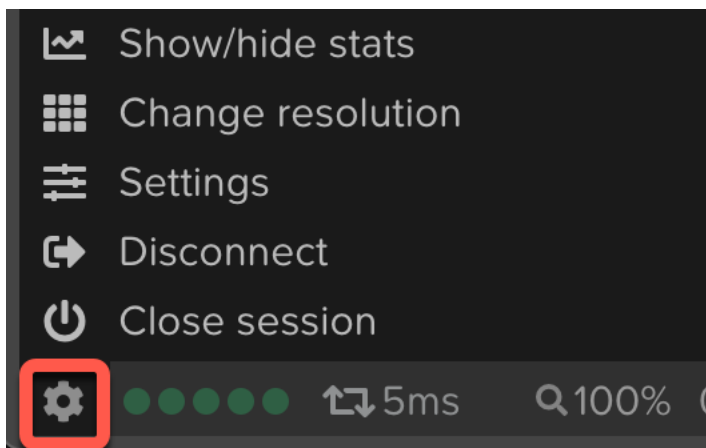 Show/hide stats
Change resolution
Settings
Disconnect
Close session
5ms 100%